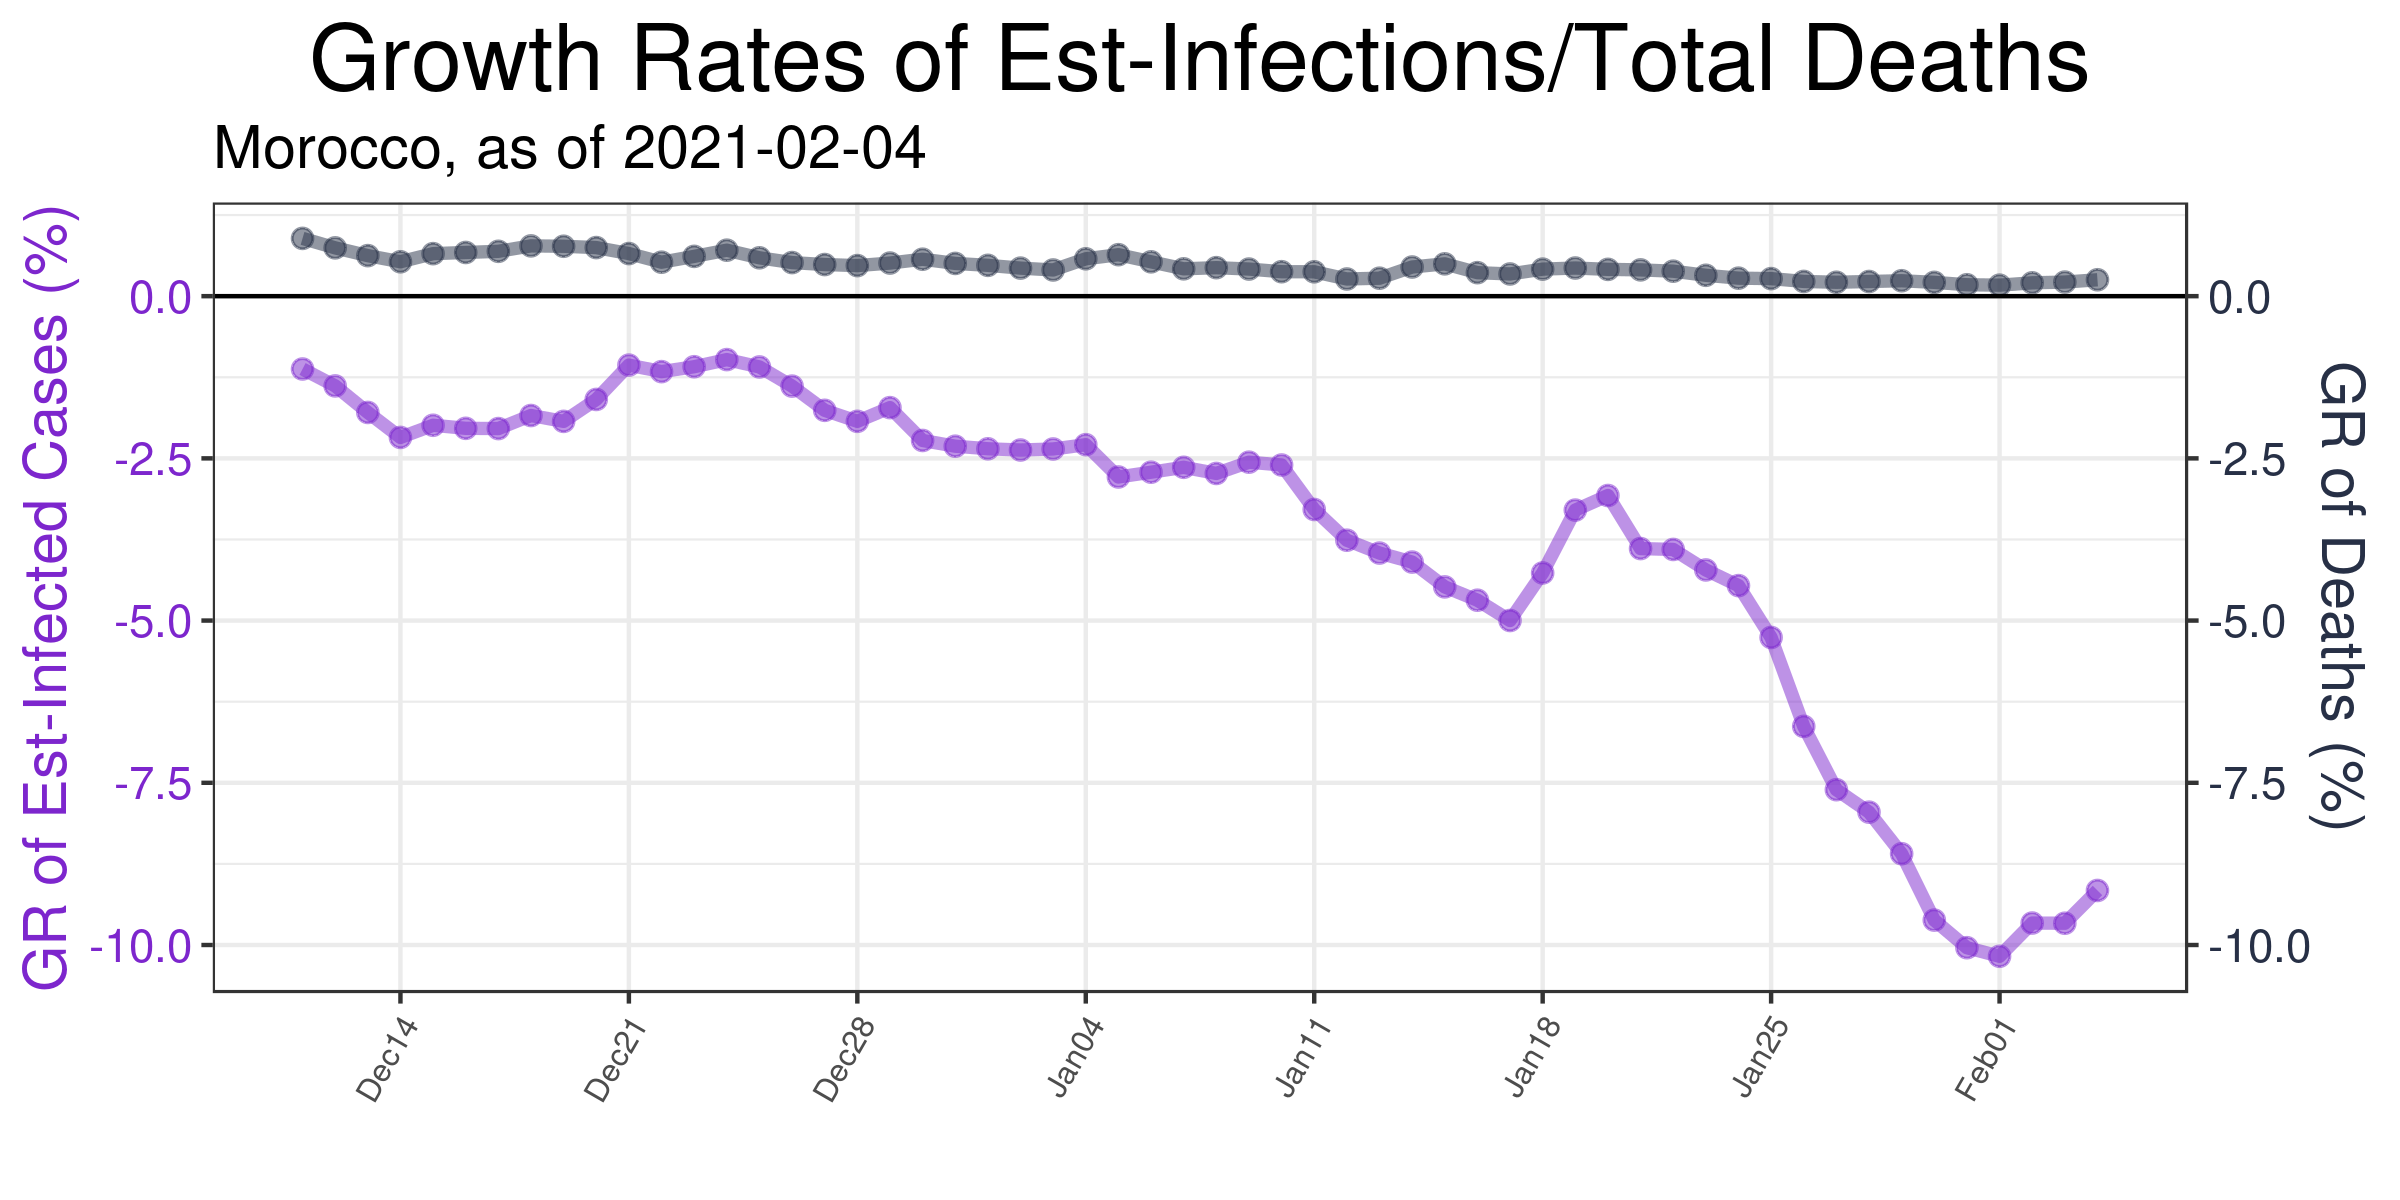 Growth Rates of Est-Infections/Total Deaths
Morocco, as of 2021-02-04
GR of Est-Infected Cases (%)
0.0
-2.5
-5.0
-7.5
-10.0
0.0
-2.5
-5.0
-7.5
-10.0
GR of Deaths (%)
Dec14
Dec21
Dec28
Jan04
Jan11
Jan18
Jan25
Feb01